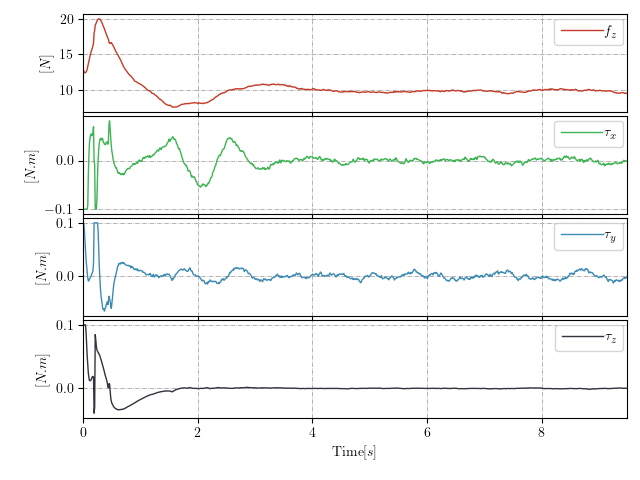 20
15
10
[N]
f_z
0.0
−0.1
[N.m]
τ_x
0.1
0.0
[N.m]
τ_y
0.1
0.0
[N.m]
τ_z
0 2 4 6 8
Time[s]